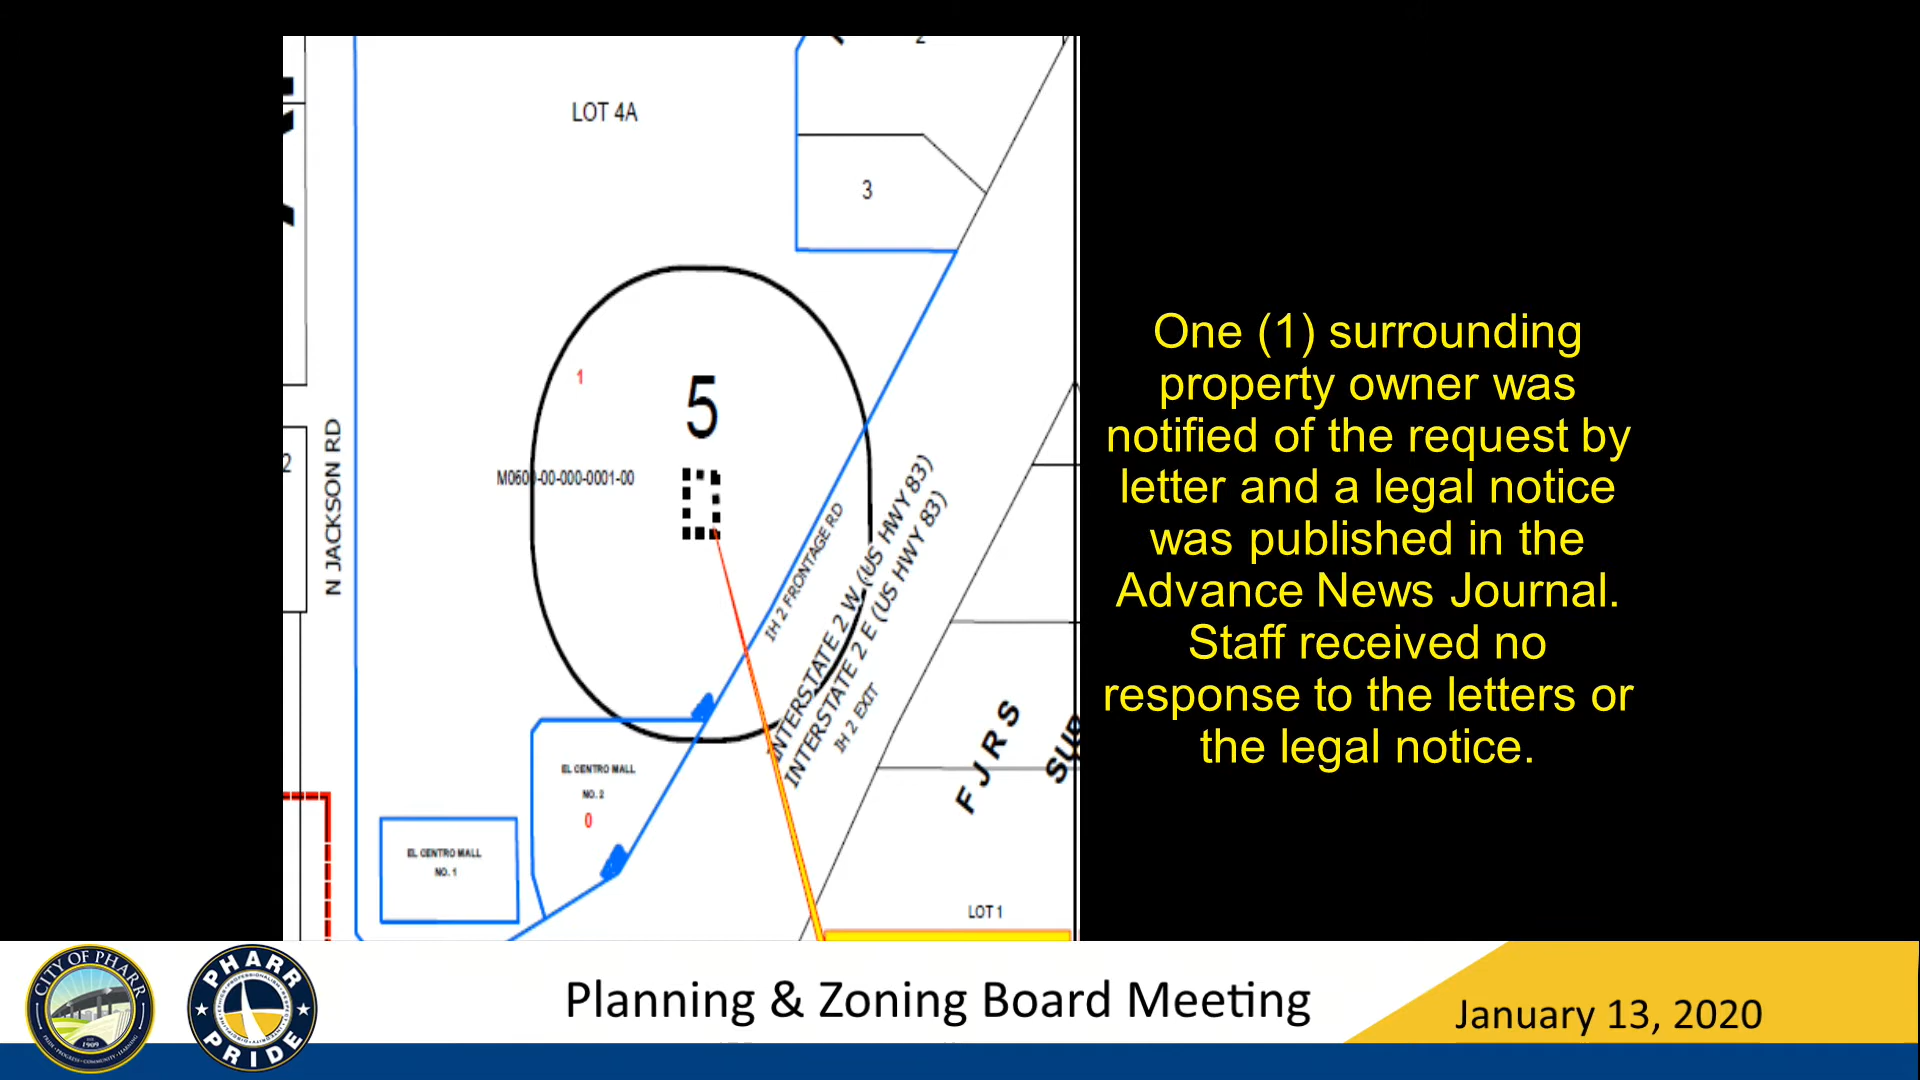 2
LOT 4A
3
1
5
2
M0600-00-000-0001-00
N JACKSON RD
IH 2 FRONTAGE RD
INTERSTATE 2 W (US HWY 83)
INTERSTATE 2 E (US HWY 83)
IH 2 EXIT
F J R S
EL CENTRO MALL
NO. 2
0
EL CENTRO MALL
NO. 1
LOT 1
One (1) surrounding
property owner was
notified of the request by
letter and a legal notice
was published in the
Advance News Journal.
Staff received no
response to the letters or
the legal notice.
CITY OF PHARR
1909
PHARR
PRIDE
Planning & Zoning Board Meeting
January 13, 2020